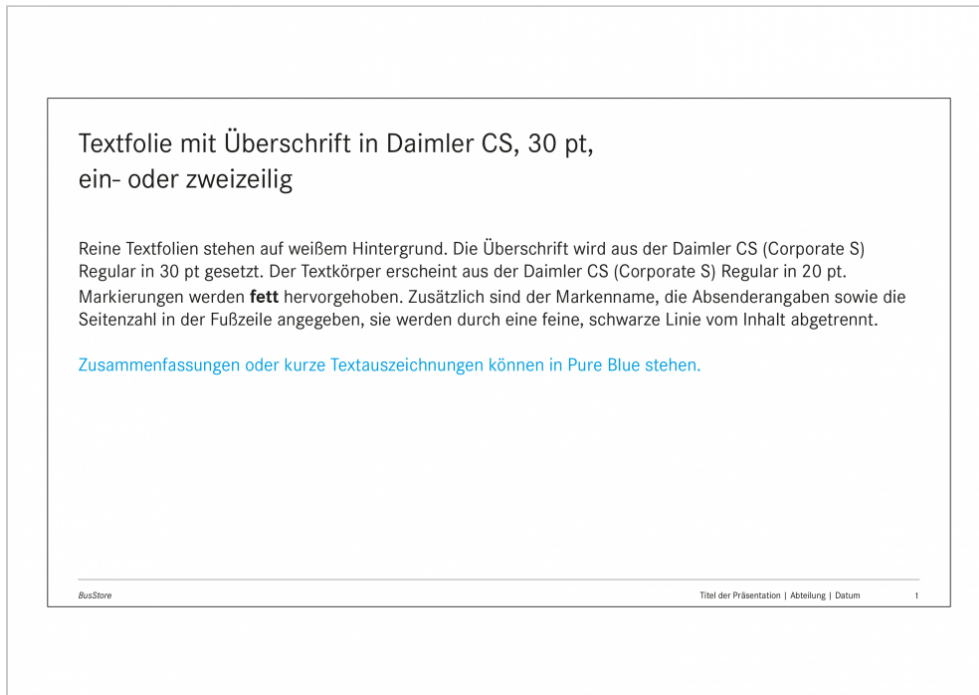 Textfolie mit Überschrift in Daimler CS, 30 pt,
ein- oder zweizeilig
Reine Textfolien stehen auf weißem Hintergrund. Die Überschrift wird aus der Daimler CS (Corporate S)
Regular in 30 pt gesetzt. Der Textkörper erscheint aus der Daimler CS (Corporate S) Regular in 20 pt.
Markierungen werden fett hervorgehoben. Zusätzlich sind der Markenname, die Absenderangaben sowie die
Seitenzahl in der Fußzeile angegeben, sie werden durch eine feine, schwarze Linie vom Inhalt abgetrennt.
Zusammenfassungen oder kurze Textauszeichnungen können in Pure Blue stehen.
BusStore Titel der Präsentation | Abteilung | Datum 1